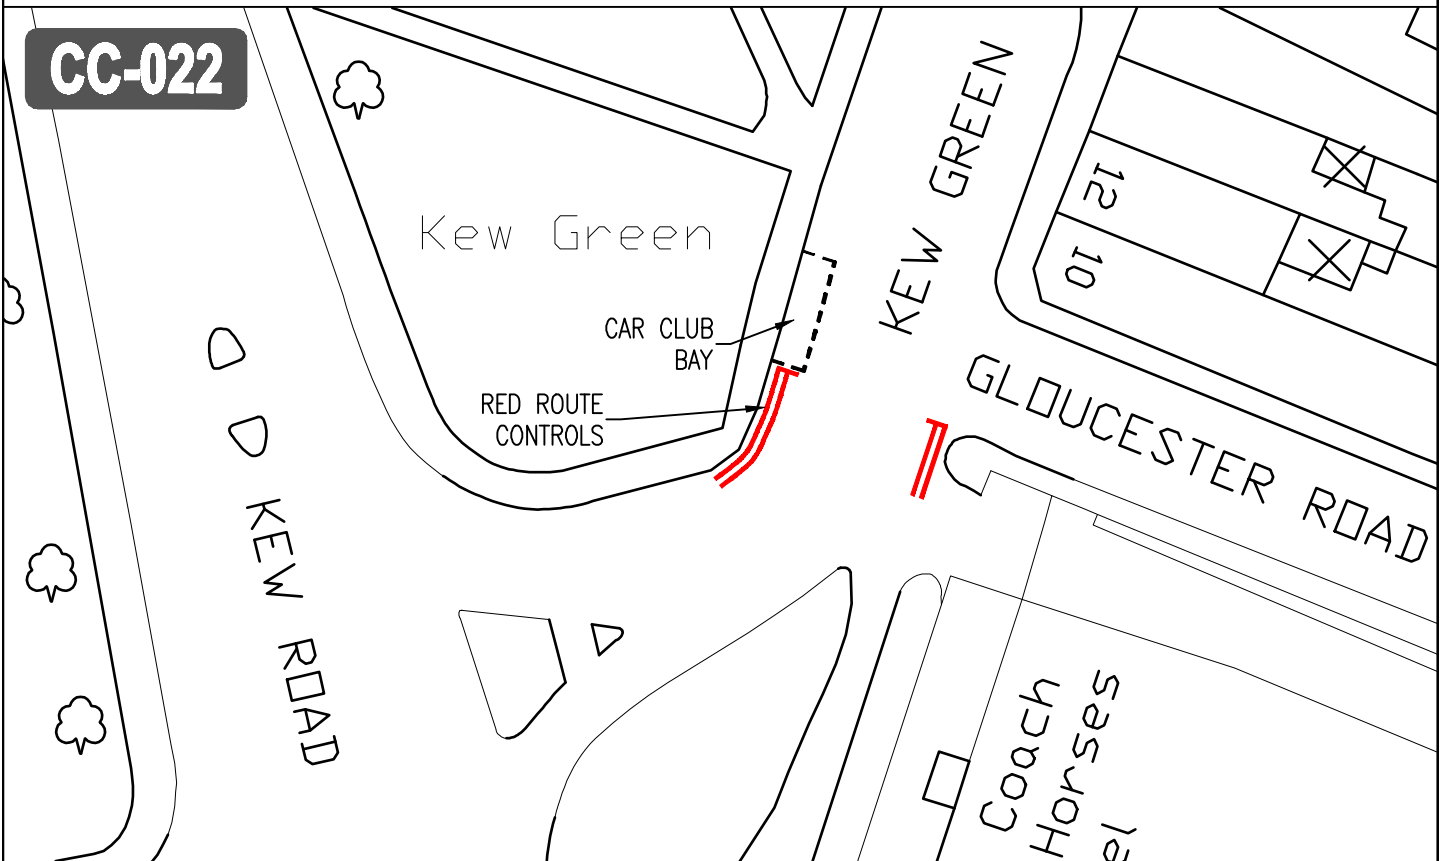 CC-022
KEW GREEN
12
10
Kew Green
CAR CLUB
BAY
RED ROUTE
CONTROLS
GLOUCESTER ROAD
KEW ROAD
Coach
Horses
el